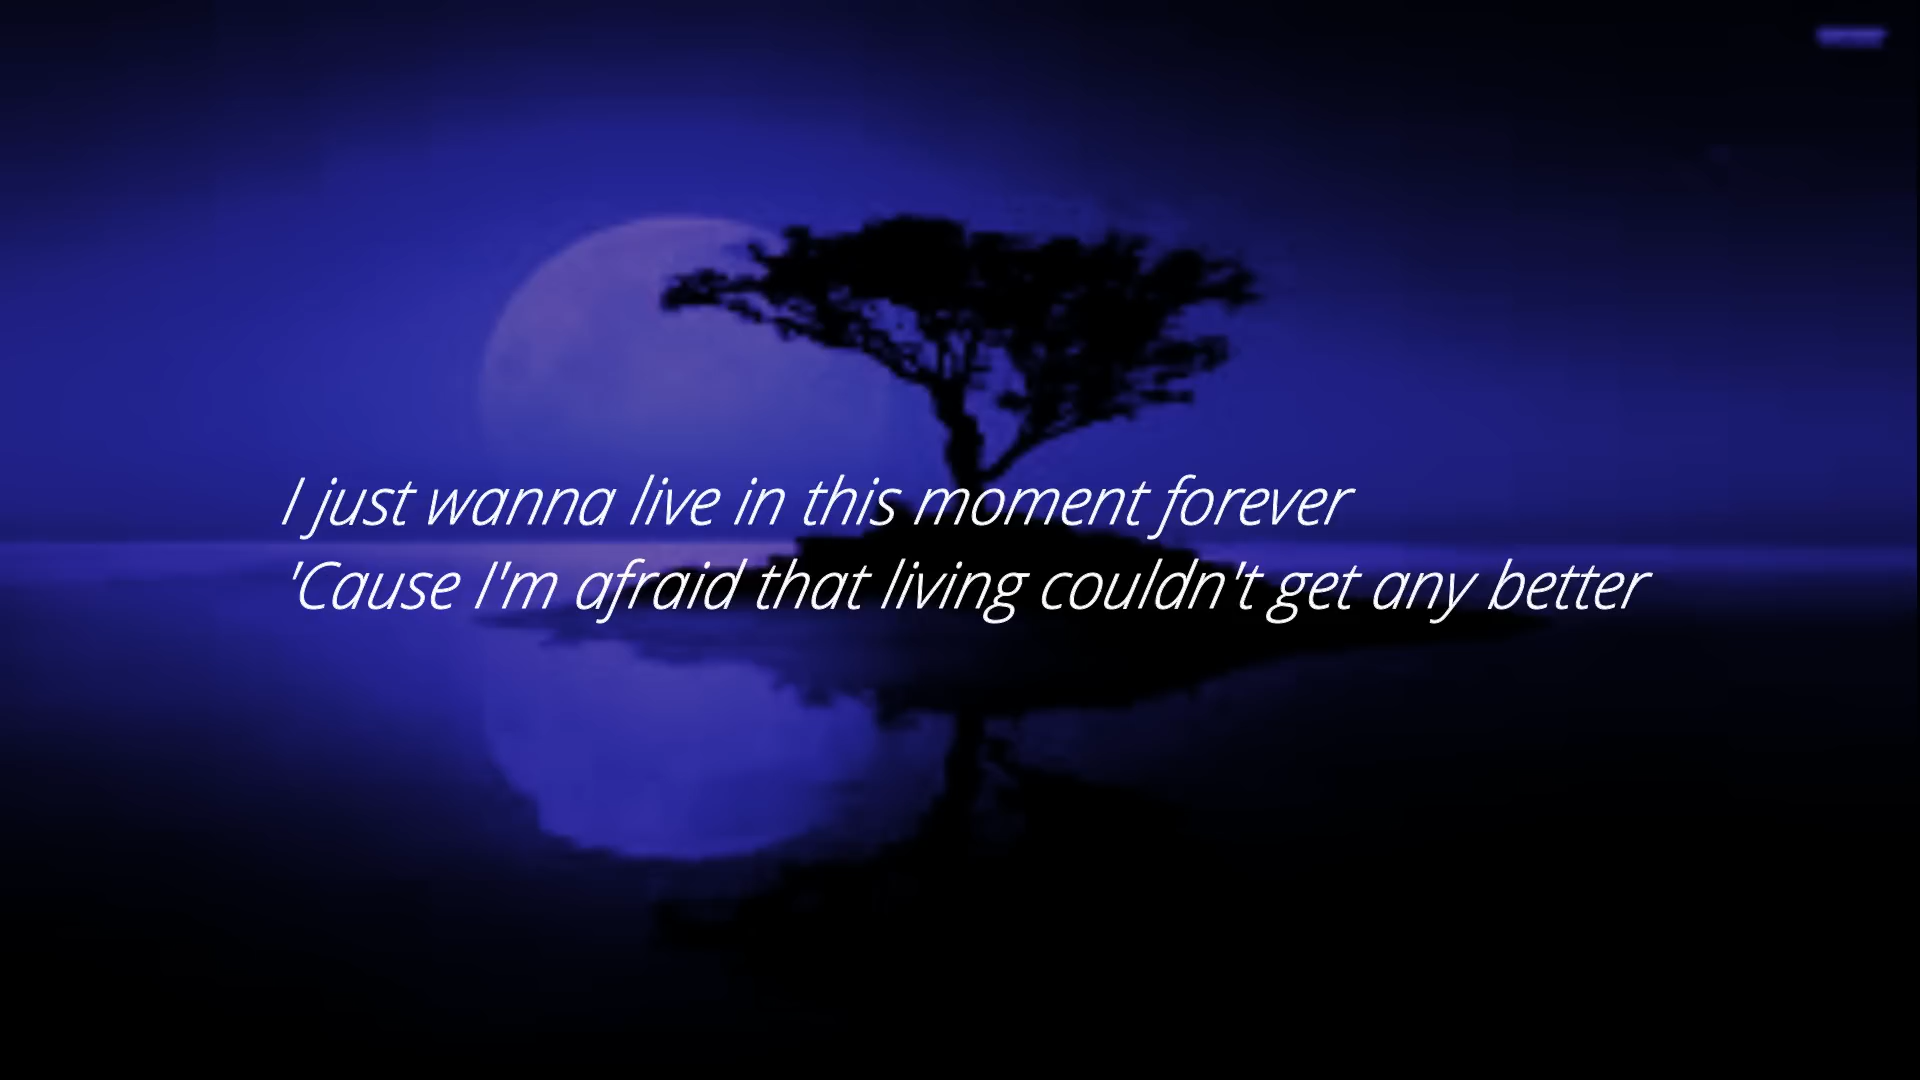 I just wanna live in this moment forever
'Cause I'm afraid that living couldn't get any better